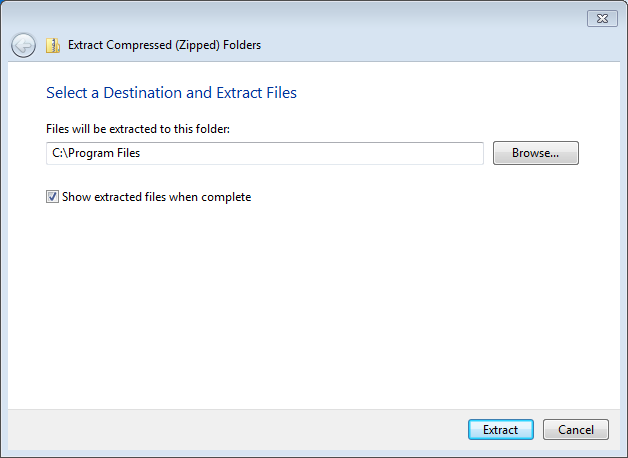 Extract Compressed (Zipped) Folders
Select a Destination and Extract Files
Files will be extracted to this folder:
C:\Program Files
Browse...
Show extracted files when complete
Extract
Cancel